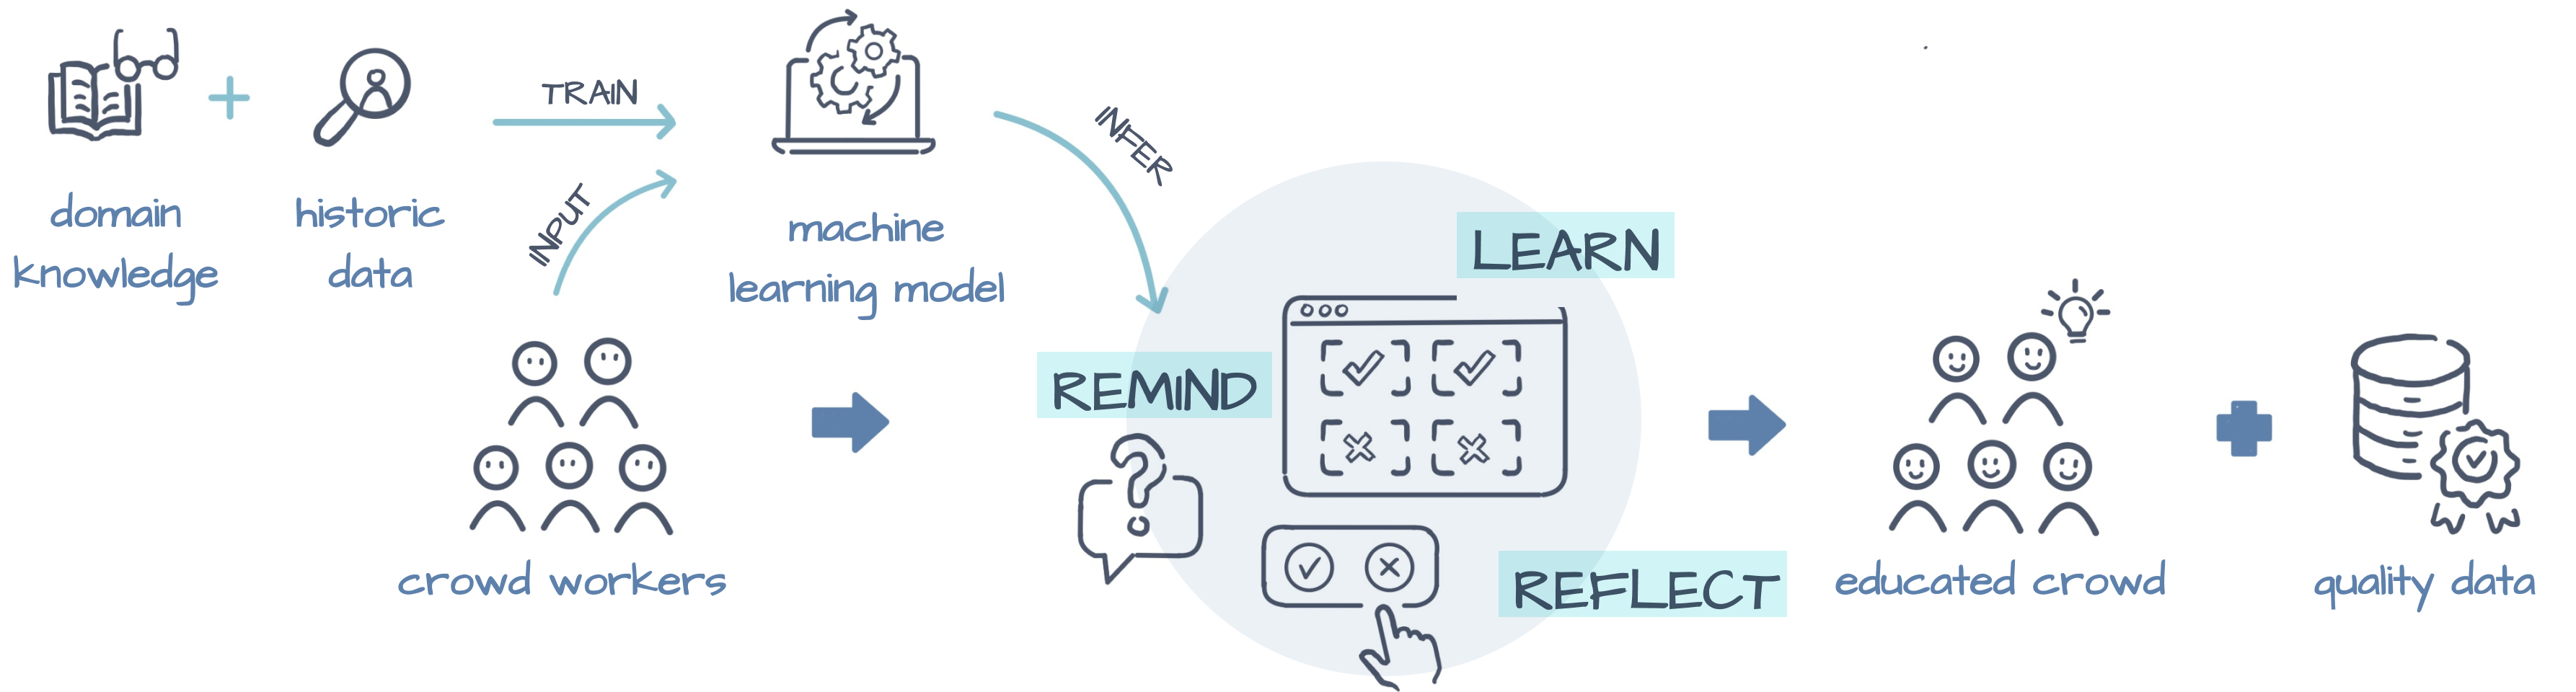 domain
knowledge
historic
data
TRAIN
INPUT
machine
learning model
INFER
crowd workers
REMIND
LEARN
REFLECT
educated crowd
quality data